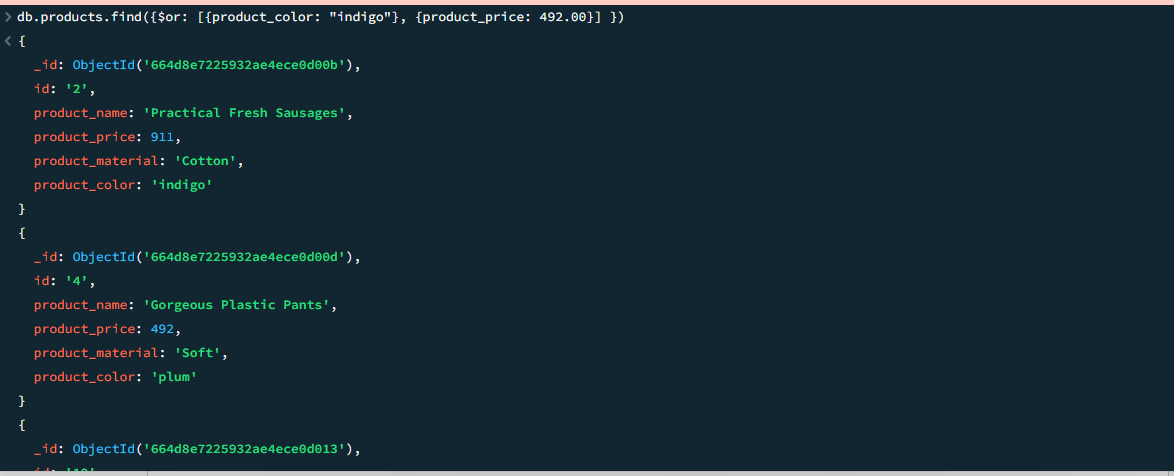 > db.products.find({$or: [{product_color: "indigo"}, {product_price: 492.00}] })
< {
_id: ObjectId('664d8e7225932ae4ece0d00b'),
id: '2',
product_name: 'Practical Fresh Sausages',
product_price: 911,
product_material: 'Cotton',
product_color: 'indigo'
}
{
_id: ObjectId('664d8e7225932ae4ece0d00d'),
id: '4',
product_name: 'Gorgeous Plastic Pants',
product_price: 492,
product_material: 'Soft',
product_color: 'plum'
}
{
_id: ObjectId('664d8e7225932ae4ece0d013'),